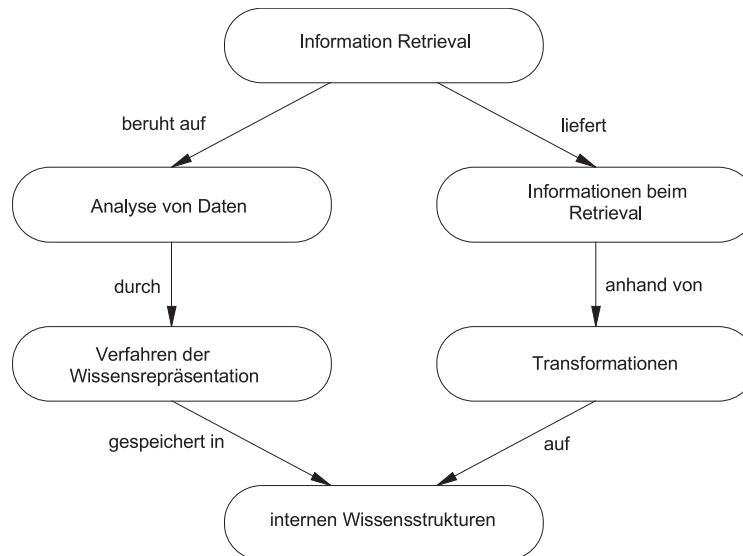 Information Retrieval
beruht auf
liefert
Analyse von Daten
Informationen beim
Retrieval
durch
anhand von
Verfahren der
Wissensrepräsentation
Transformationen
gespeichert in
auf
internen Wissensstrukturen